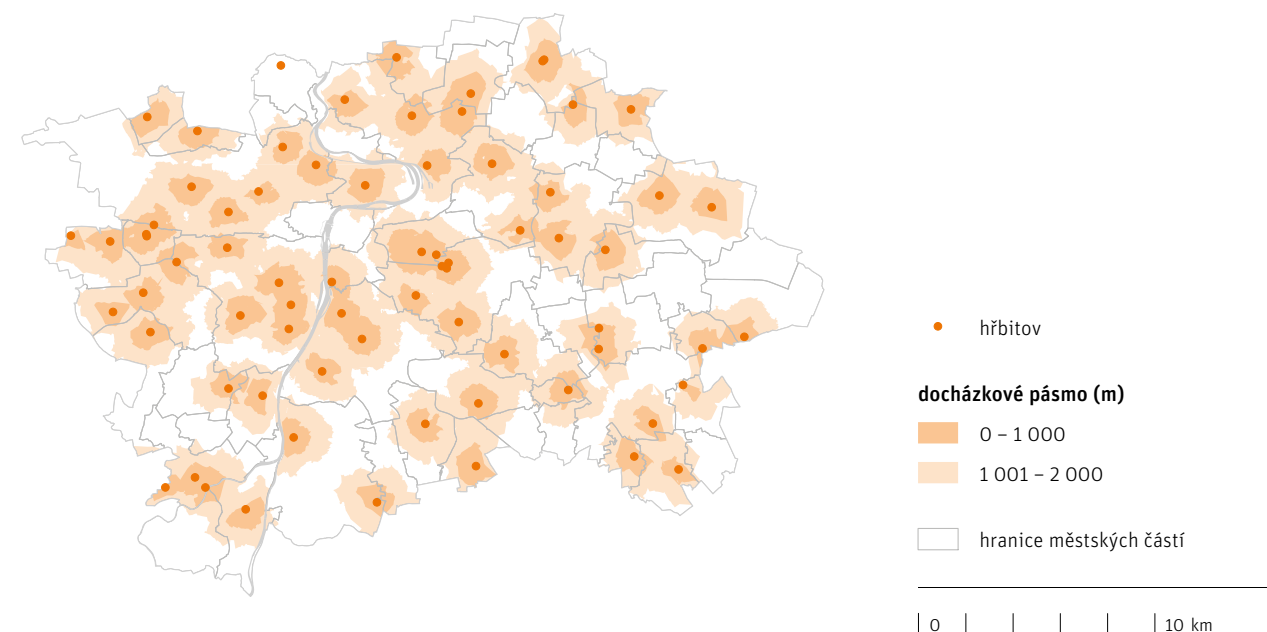 hřbitov
docházkové pásmo (m)
0 – 1 000
1 001 – 2 000
hranice městských částí
0 10 km